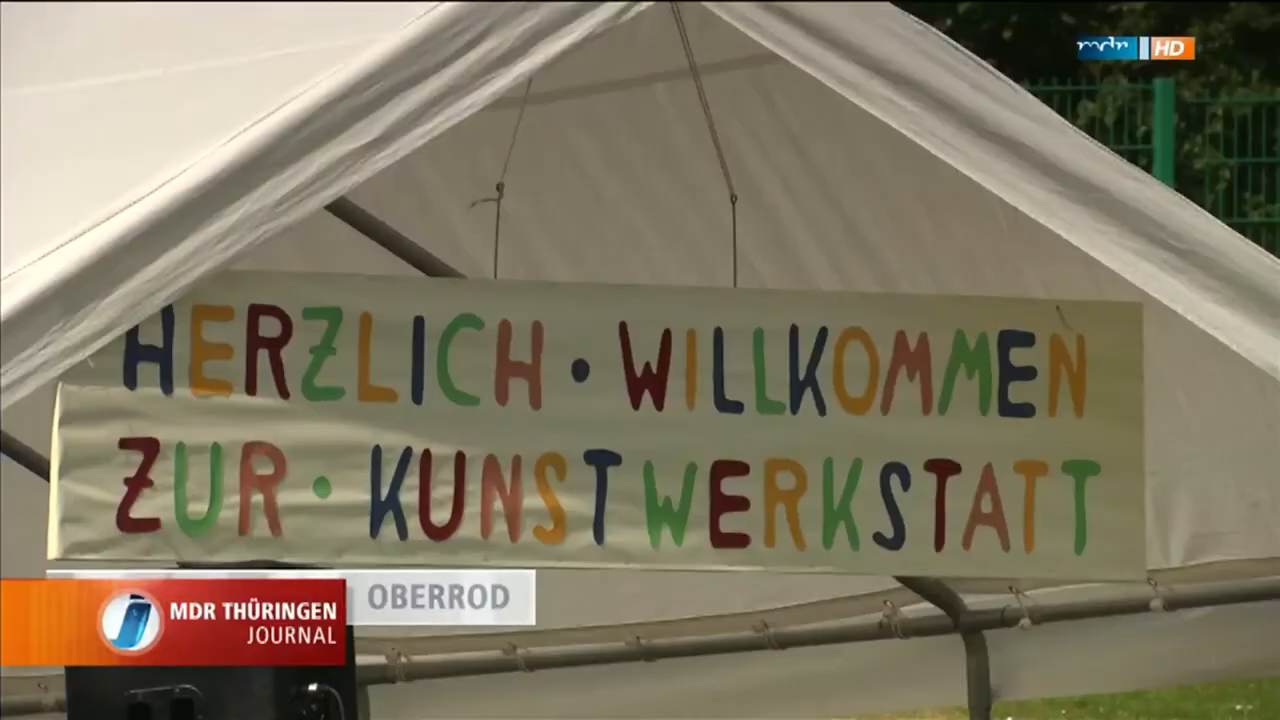 mdr HD
HERZLICH • WILLKOMMEN
ZUR • KUNSTWERKSTATT
MDR THÜRINGEN
JOURNAL
OBERROD